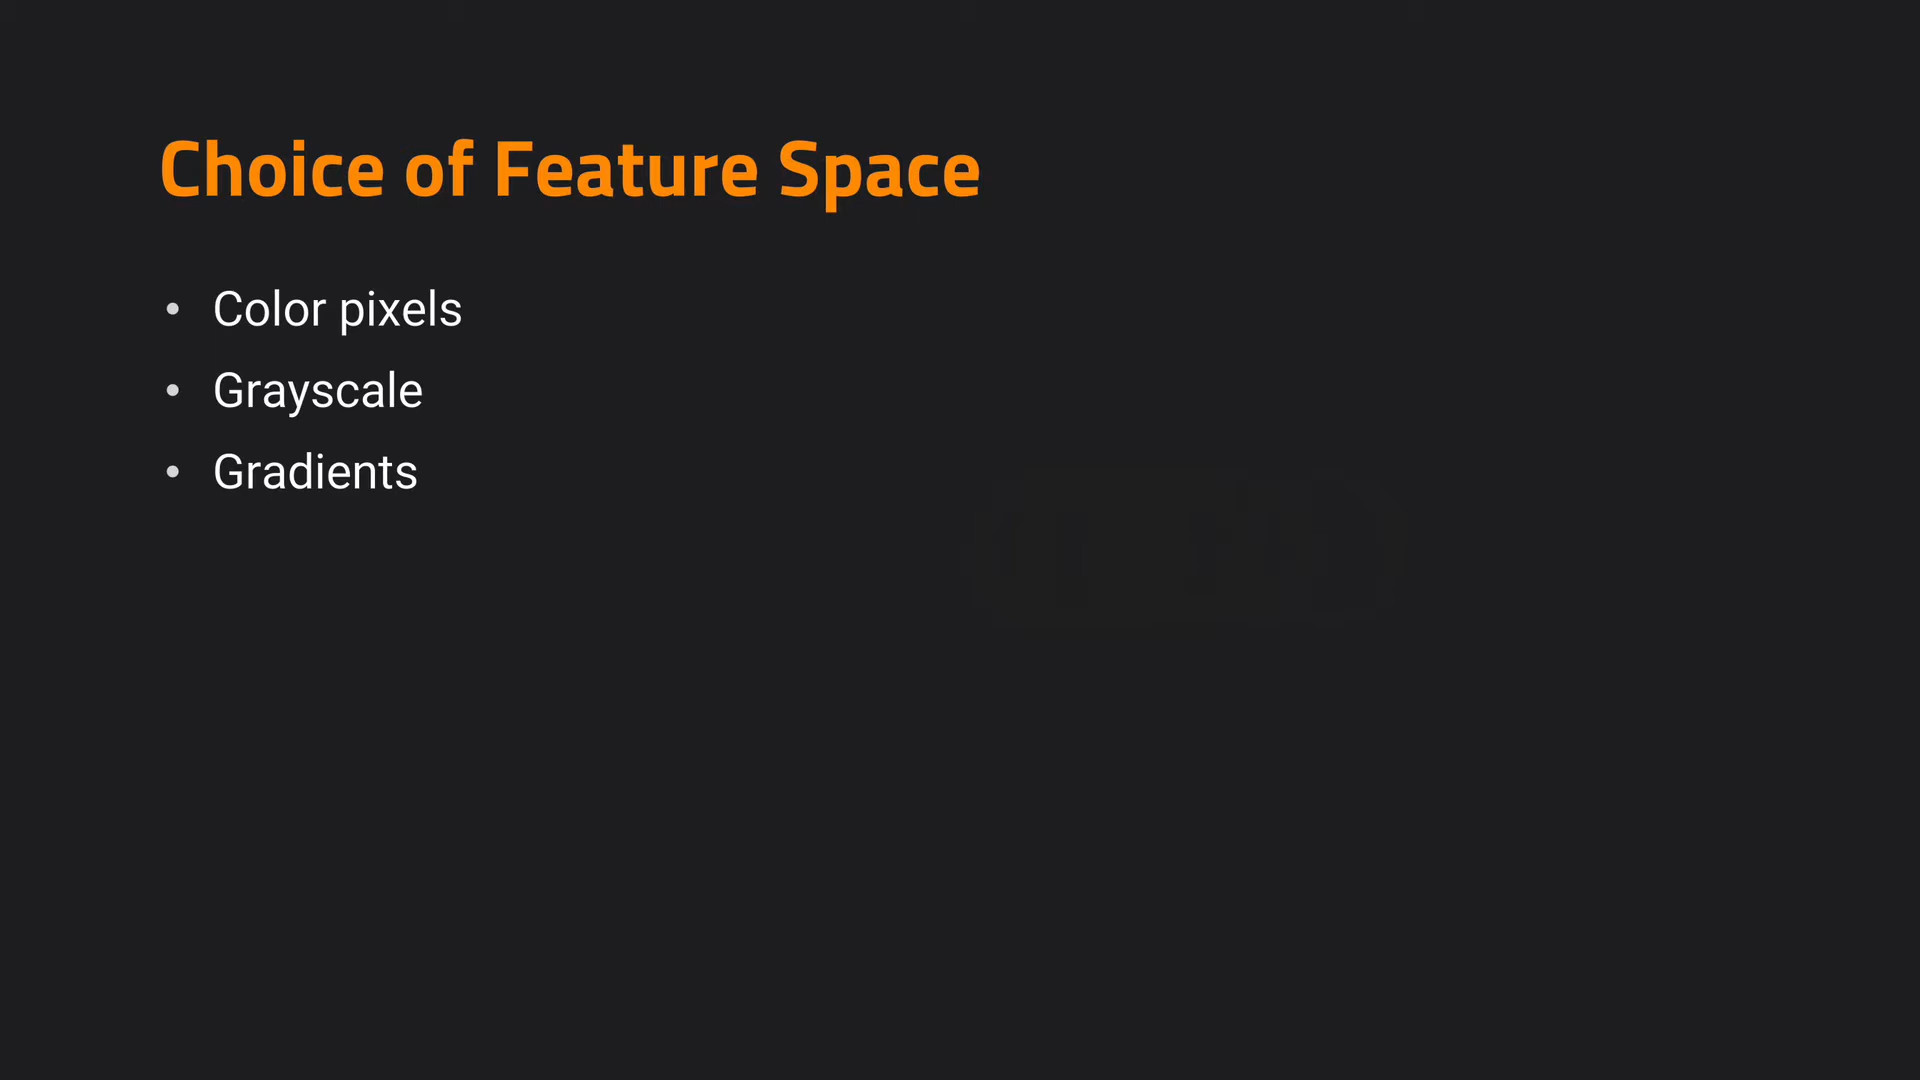 Choice of Feature Space
• Color pixels
• Grayscale
• Gradients